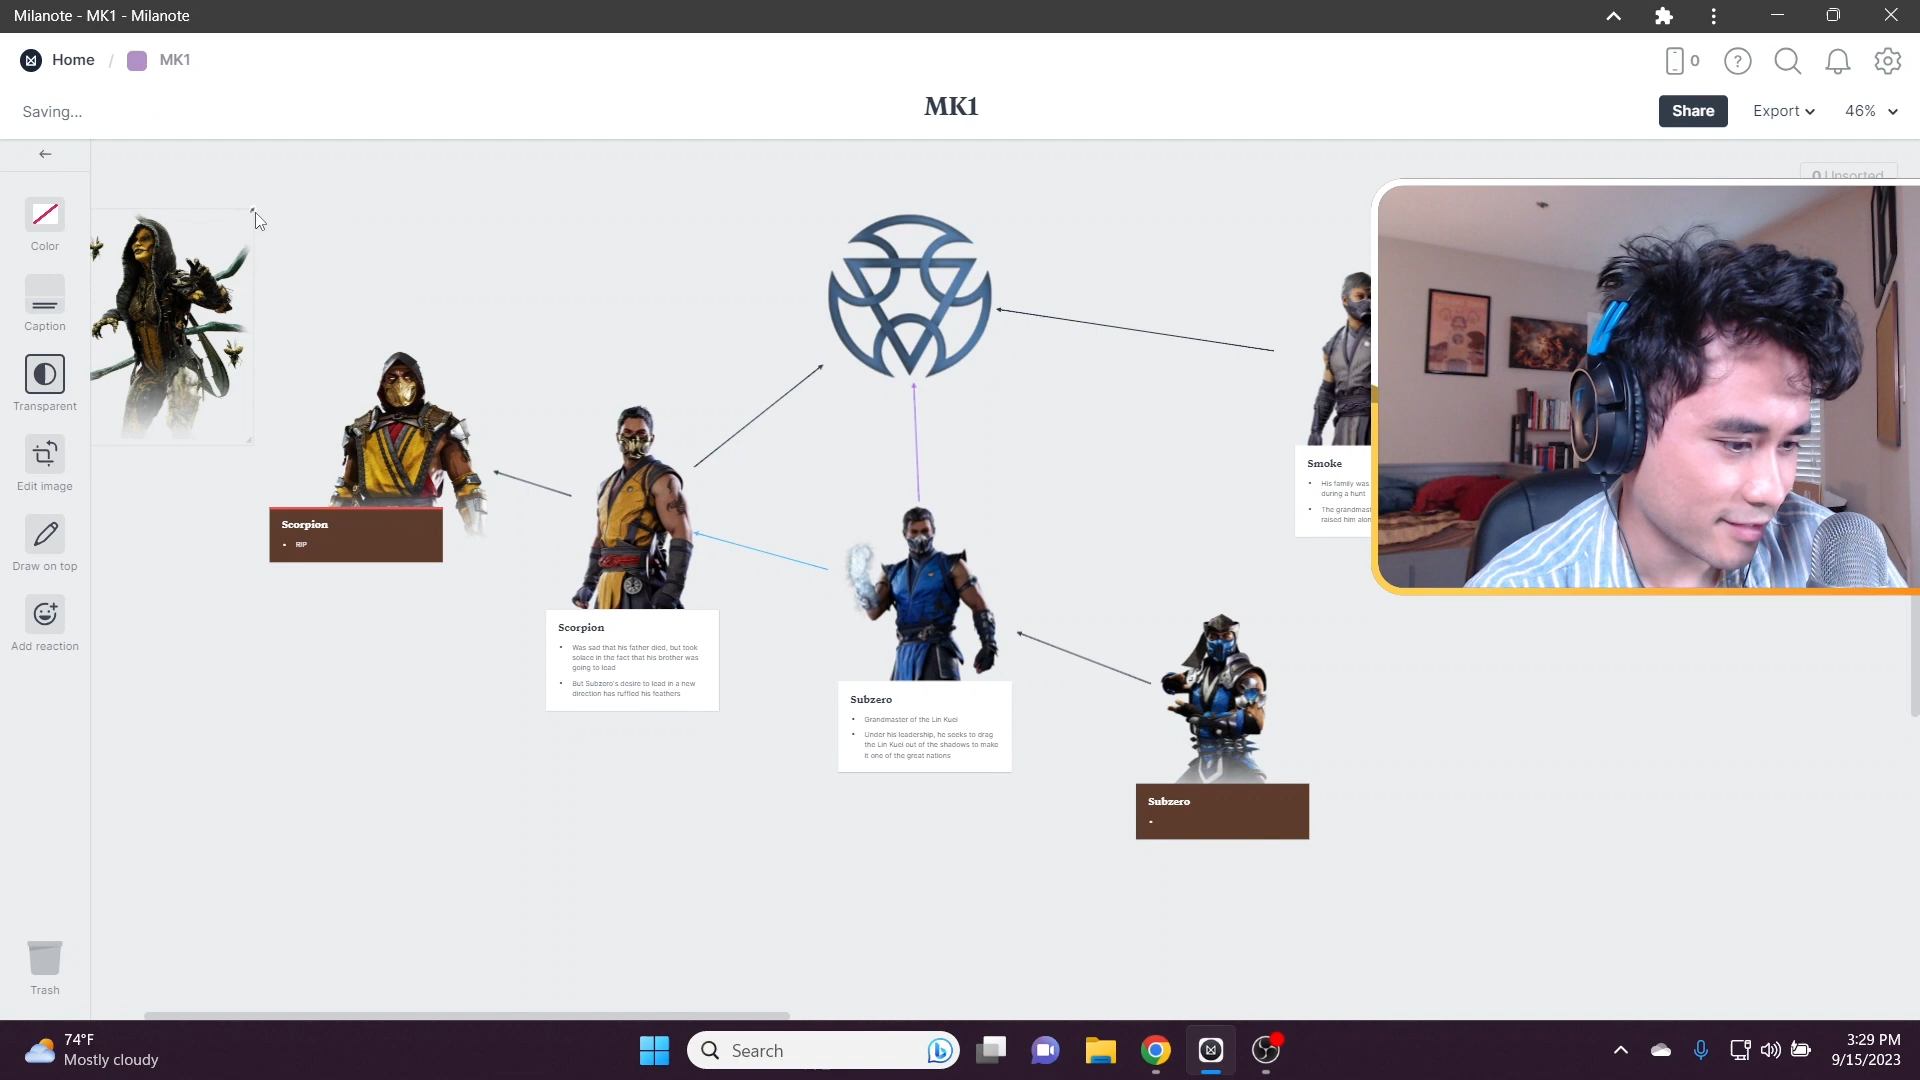 Milanote - MK1 - Milanote
Home / MK1
0
Saving...
MK1
Share
Export
46%
0 Unsorted
Color
Caption
Transparent
Edit image
Draw on top
Add reaction
Trash
Scorpion
RIP
Scorpion
Was sad that his father died, but took
solace in the fact that his brother was
going to lead
But Subzero's desire to lead in a new
direction has ruffled his feathers
Subzero
Grandmaster of the Lin Kuei
Under his leadership, he seeks to drag
the Lin Kuei out of the shadows to make
it one of the great nations
Smoke
His family was
during a hunt
The grandmast
raised him alon
Subzero
74°F
Mostly cloudy
Search
3:29 PM
9/15/2023